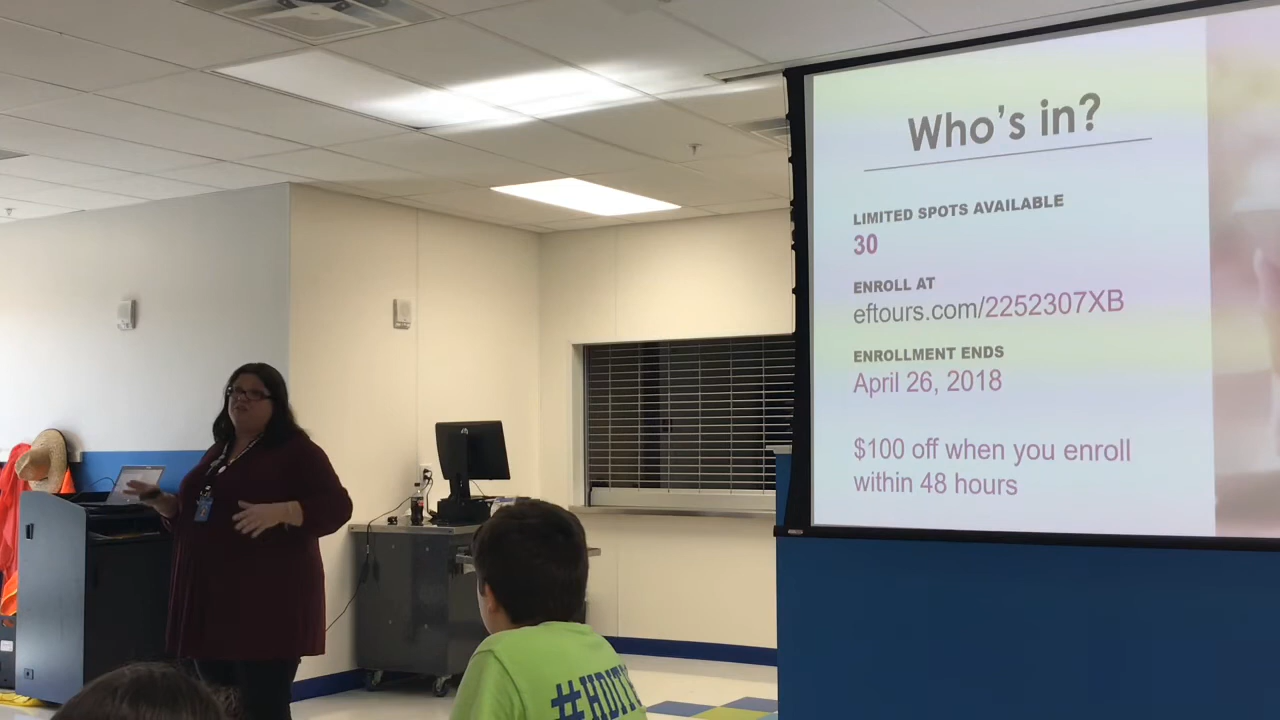 Who's in?
LIMITED SPOTS AVAILABLE
30
ENROLL AT
eftours.com/2252307XB
ENROLLMENT ENDS
April 26, 2018
$100 off when you enroll
within 48 hours